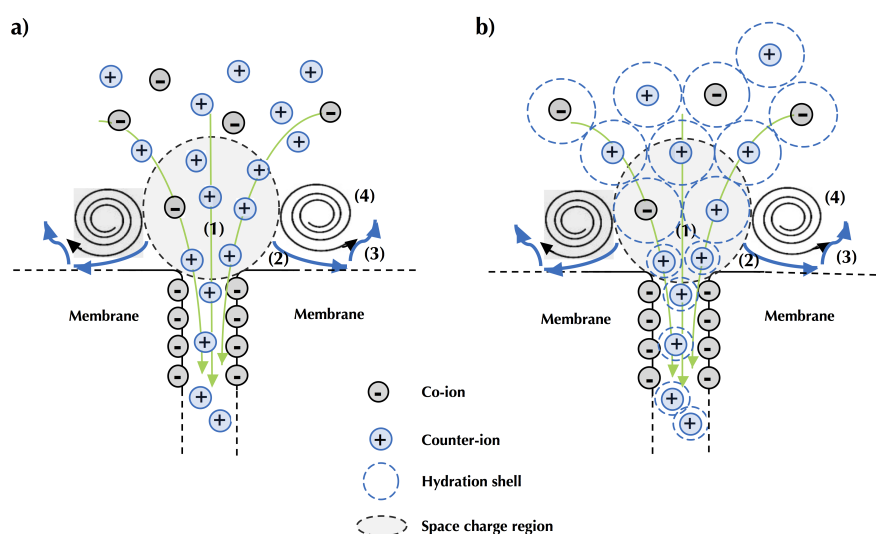 a)
b)
(1)
(2)
(3)
(4)
Membrane
Membrane
(1)
(2)
(3)
(4)
Membrane
Membrane
Co-ion
Counter-ion
Hydration shell
Space charge region